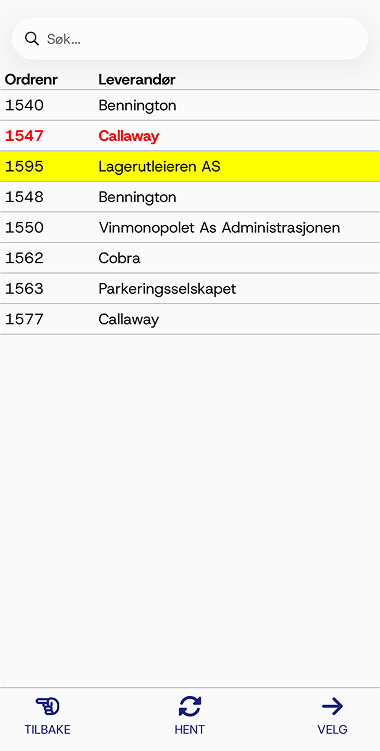 Søk...
Ordrenr Leverandør
1540 Bennington
1547 Callaway
1595 Lagerutleieren AS
1548 Bennington
1550 Vinmonopolet As Administrasjonen
1562 Cobra
1563 Parkeringsselskapet
1577 Callaway
TILBAKE HENT VELG